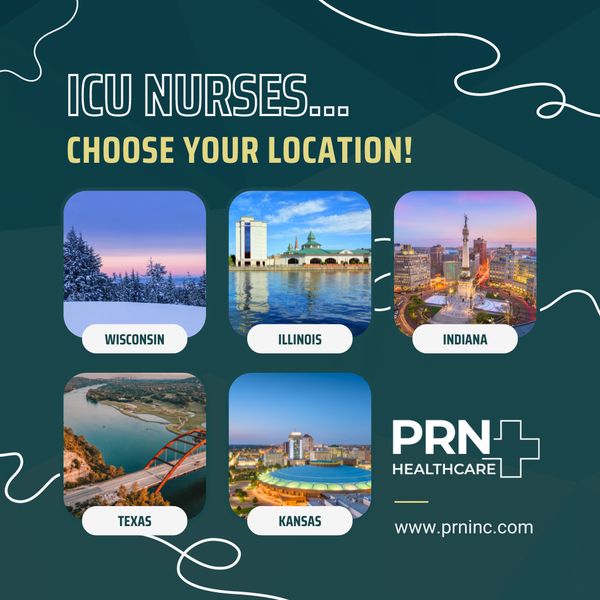 ICU NURSES...
CHOOSE YOUR LOCATION!
WISCONSIN
ILLINOIS
INDIANA
TEXAS
KANSAS
PRN
HEALTHCARE
www.prninc.com